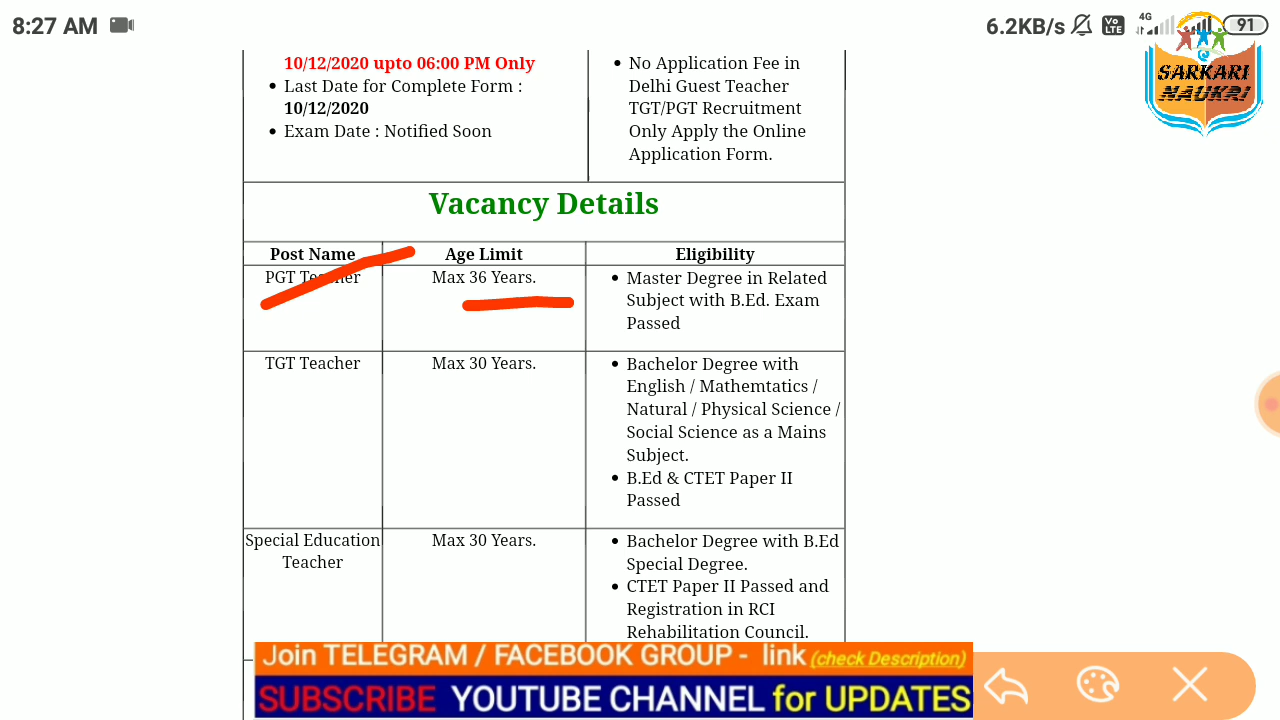 8:27 AM
6.2KB/s Vo LTE 4G 91
SARKARI
NAUKRI
10/12/2020 upto 06:00 PM Only
Last Date for Complete Form :
10/12/2020
Exam Date : Notified Soon
No Application Fee in
Delhi Guest Teacher
TGT/PGT Recruitment
Only Apply the Online
Application Form.
Vacancy Details
Post Name Age Limit Eligibility
PGT Teacher Max 36 Years.
Master Degree in Related
Subject with B.Ed. Exam
Passed
TGT Teacher Max 30 Years.
Bachelor Degree with
English / Mathemtatics /
Natural / Physical Science /
Social Science as a Mains
Subject.
B.Ed & CTET Paper II
Passed
Special Education
Teacher
Max 30 Years.
Bachelor Degree with B.Ed
Special Degree.
CTET Paper II Passed and
Registration in RCI
Rehabilitation Council.
Join TELEGRAM / FACEBOOK GROUP - link (check Description)
SUBSCRIBE YOUTUBE CHANNEL for UPDATES